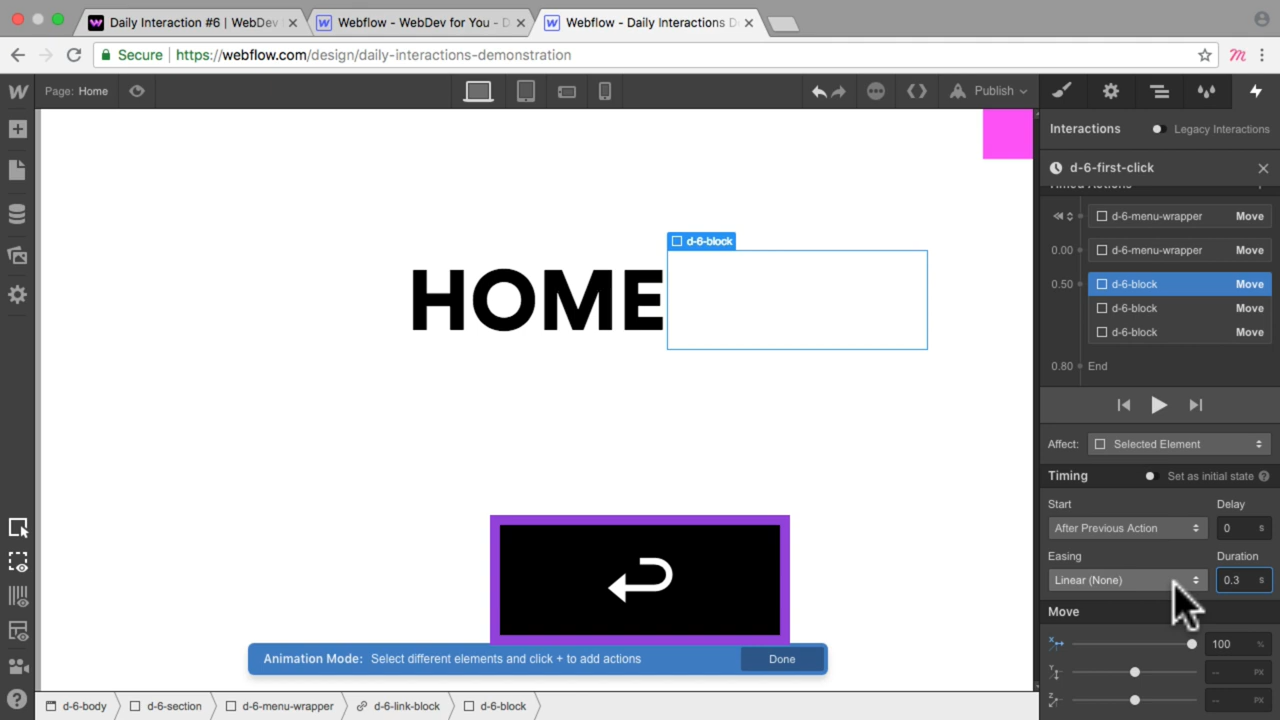 Daily Interaction #6 | WebDev
Webflow - WebDev for You - D
Webflow - Daily Interactions D
Secure
https://webflow.com/design/daily-interactions-demonstration
Page: Home
Publish
Interactions
Legacy Interactions
d-6-first-click
Timed Actions
d-6-menu-wrapper Move
0.00 d-6-menu-wrapper Move
0.50 d-6-block Move
d-6-block Move
d-6-block Move
0.80 End
d-6-block
HOME
Affect: Selected Element
Timing Set as initial state ?
Start Delay
After Previous Action 0 s
Easing Duration
Linear (None) 0.3 s
Move
X 100 %
Y -- PX
Z -- PX
Animation Mode: Select different elements and click + to add actions Done
d-6-body d-6-section d-6-menu-wrapper d-6-link-block d-6-block